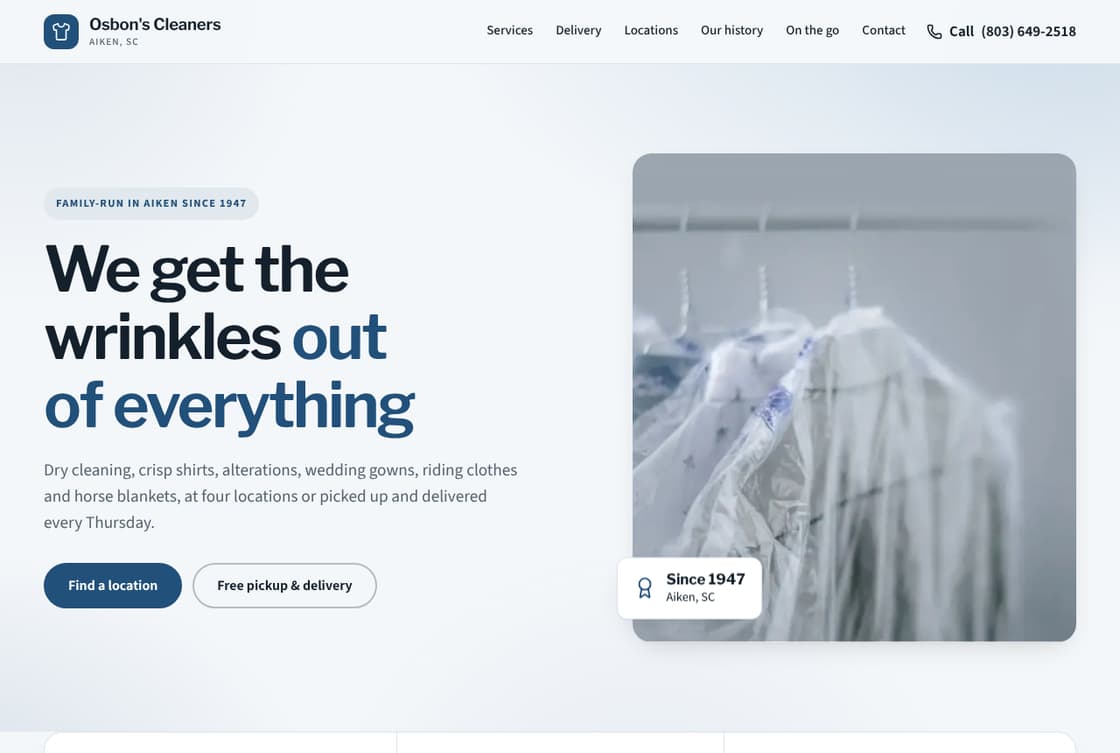 Osbon's Cleaners
AIKEN, SC
Services
Delivery
Locations
Our history
On the go
Contact
Call (803) 649-2518
FAMILY-RUN IN AIKEN SINCE 1947
We get the
wrinkles out
of everything
Dry cleaning, crisp shirts, alterations, wedding gowns, riding clothes
and horse blankets, at four locations or picked up and delivered
every Thursday.
Find a location
Free pickup & delivery
Since 1947
Aiken, SC